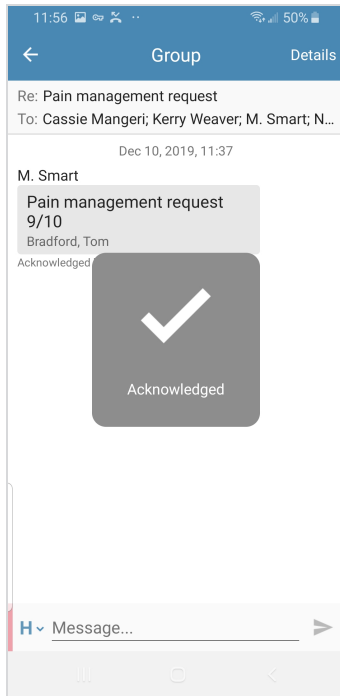 11:56 50%
Group Details
Re: Pain management request
To: Cassie Mangeri; Kerry Weaver; M. Smart; N...
Dec 10, 2019, 11:37
M. Smart
Pain management request
9/10
Bradford, Tom
Acknowledged
Acknowledged
H Message...